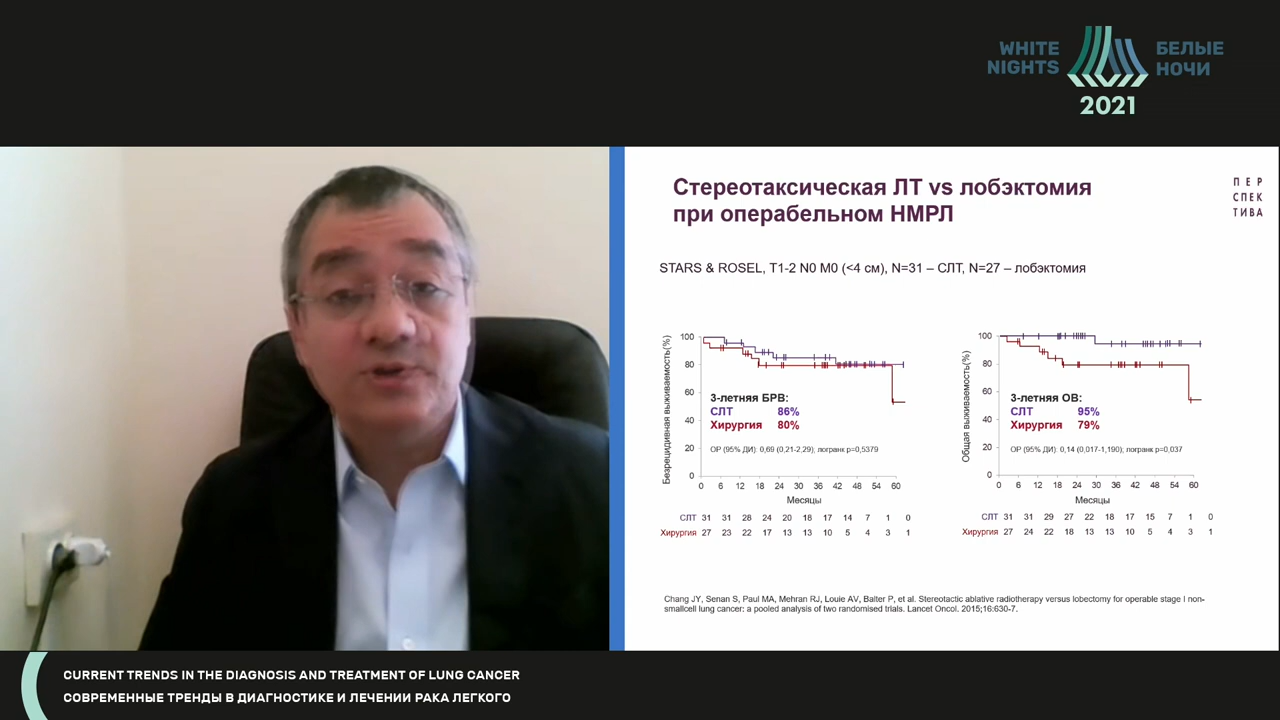 WHITE
NIGHTS
БЕЛЫЕ
НОЧИ
2021
Стереотаксическая ЛТ vs лобэктомия
при операбельном НМРЛ
ПЕР
СПЕК
ТИВА
STARS & ROSEL, T1-2 N0 M0 (<4 см), N=31 – СЛТ, N=27 – лобэктомия
Безрецидивная выживаемость(%)
100
80
60
40
20
0
3-летняя БРВ:
СЛТ 86%
Хирургия 80%
ОР (95% ДИ): 0,69 (0,21-2,29); логранк p=0,5379
0 6 12 18 24 30 36 42 48 54 60
Месяцы
СЛТ 31 31 28 24 20 18 17 14 7 1 0
Хирургия 27 23 22 17 13 13 10 5 4 3 1
Общая выживаемость(%)
100
80
60
40
20
0
3-летняя ОВ:
СЛТ 95%
Хирургия 79%
ОР (95% ДИ): 0,14 (0,017-1,190); логранк p=0,037
0 6 12 18 24 30 36 42 48 54 60
Месяцы
СЛТ 31 31 29 27 22 18 17 15 7 1 0
Хирургия 27 24 22 18 13 13 10 5 4 3 1
Chang JY, Senan S, Paul MA, Mehran RJ, Louie AV, Balter P, et al. Stereotactic ablative radiotherapy versus lobectomy for operable stage I non-
smallcell lung cancer: a pooled analysis of two randomised trials. Lancet Oncol. 2015;16:630-7.
CURRENT TRENDS IN THE DIAGNOSIS AND TREATMENT OF LUNG CANCER
СОВРЕМЕННЫЕ ТРЕНДЫ В ДИАГНОСТИКЕ И ЛЕЧЕНИИ РАКА ЛЕГКОГО